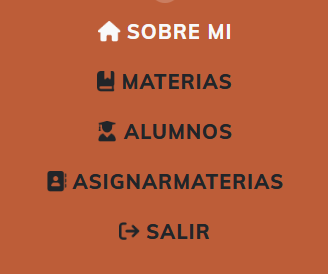 SOBRE MI
MATERIAS
ALUMNOS
ASIGNARMATERIAS
SALIR